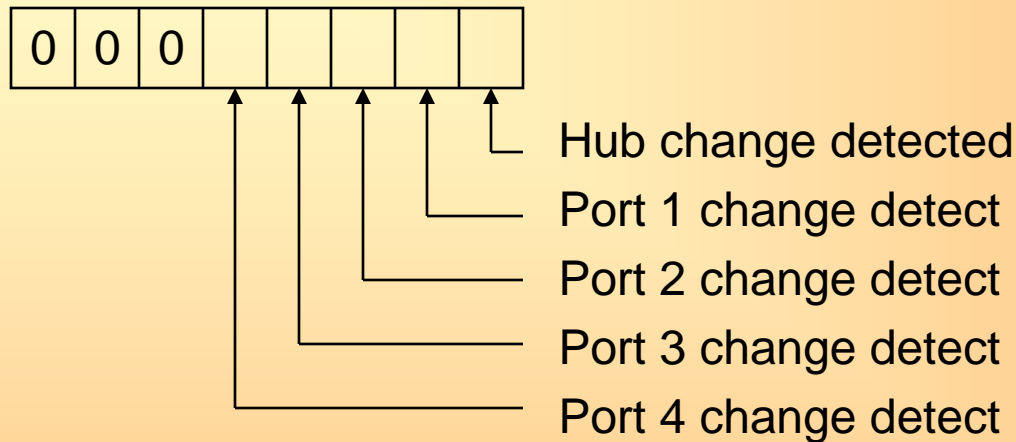 0 0 0
Hub change detected
Port 1 change detect
Port 2 change detect
Port 3 change detect
Port 4 change detect